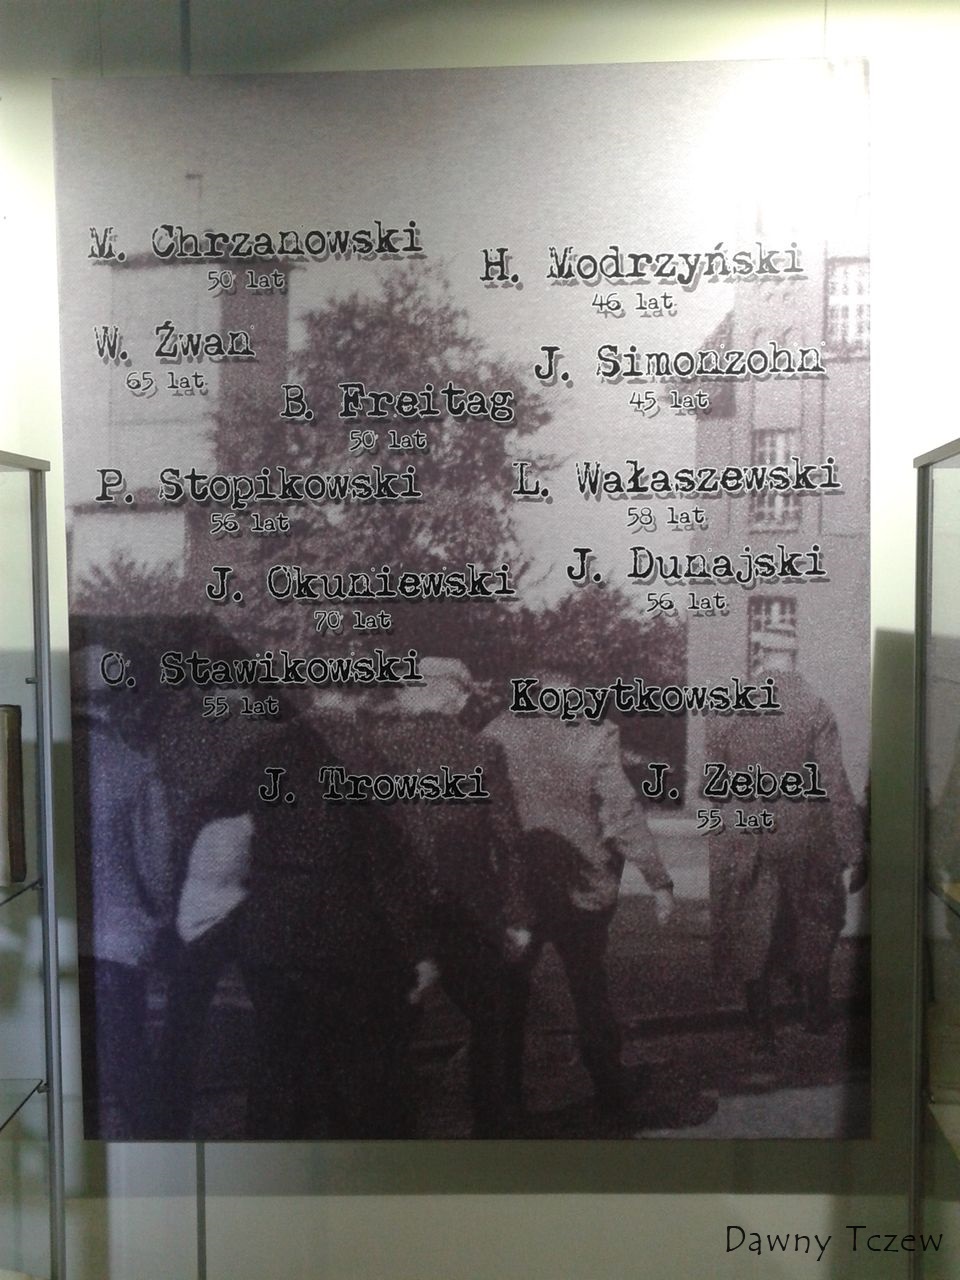 M. Chrzanowski
50 lat
H. Modrzyński
46 lat
W. Źwan
65 lat
J. Simonzohn
45 lat
B. Freitag
50 lat
P. Stopikowski
56 lat
L. Wałaszewski
58 lat
J. Okuniewski
70 lat
J. Dunajski
56 lat
O. Stawikowski
55 lat
Kopytkowski
J. Trowski
J. Zebel
55 lat
Dawny Tczew